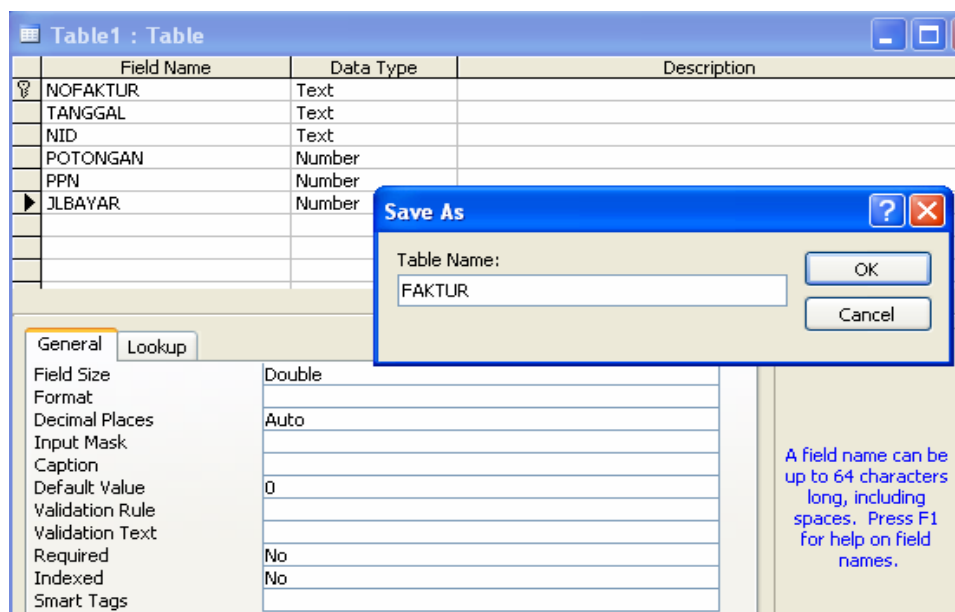 Table1 : Table
Field Name Data Type Description
NOFAKTUR Text
TANGGAL Text
NID Text
POTONGAN Number
PPN Number
JLBAYAR Number
Save As
Table Name:
FAKTUR
OK
Cancel
General Lookup
Field Size Double
Format
Decimal Places Auto
Input Mask
Caption
Default Value 0
Validation Rule
Validation Text
Required No
Indexed No
Smart Tags
A field name can be
up to 64 characters
long, including
spaces. Press F1
for help on field
names.